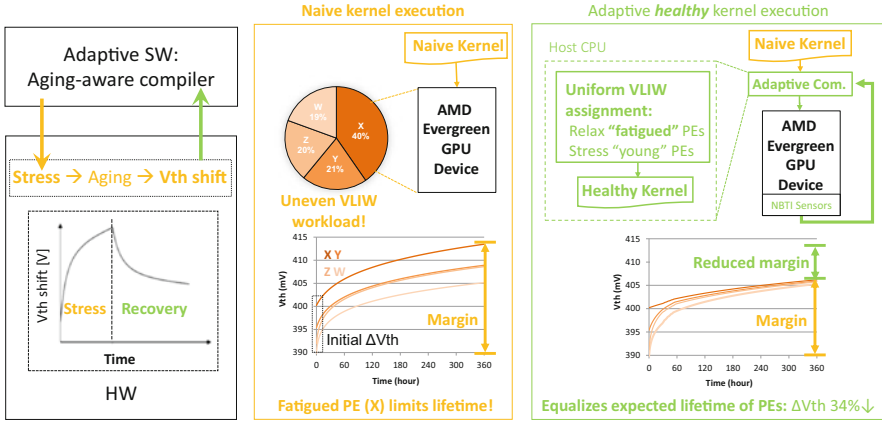 Adaptive SW:
Aging-aware compiler
Stress → Aging → Vth shift
Vth shift [V]
Stress
Recovery
Time
HW
Naive kernel execution
Naive Kernel
W
19%
X
40%
Z
20%
Y
21%
AMD
Evergreen
GPU
Device
Uneven VLIW
workload!
415
410
405
400
395
390
Vth (mV)
X Y
Z W
Margin
Initial ΔVth
0 60 120 180 240 300 360
Time (hour)
Fatigued PE (X) limits lifetime!
Adaptive healthy kernel execution
Host CPU
Naive Kernel
Adaptive Com.
Uniform VLIW
assignment:
Relax “fatigued” PEs
Stress “young” PEs
Healthy Kernel
AMD
Evergreen
GPU
Device
NBTI Sensors
415
410
405
400
395
390
Vth (mV)
Reduced margin
Margin
0 60 120 180 240 300 360
Time (hour)
Equalizes expected lifetime of PEs: ΔVth 34%↓